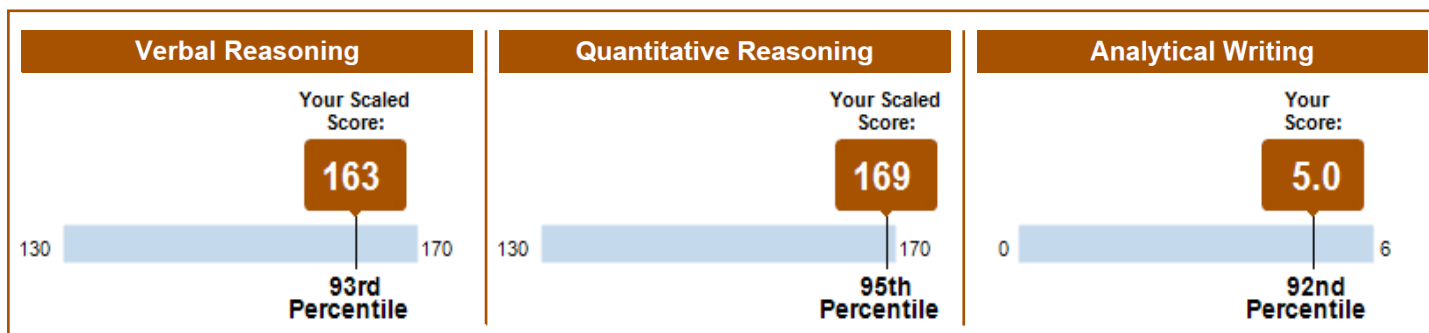 Verbal Reasoning
Your Scaled
Score:
163
130
170
93rd
Percentile
Quantitative Reasoning
Your Scaled
Score:
169
130
170
95th
Percentile
Analytical Writing
Your
Score:
5.0
0
6
92nd
Percentile